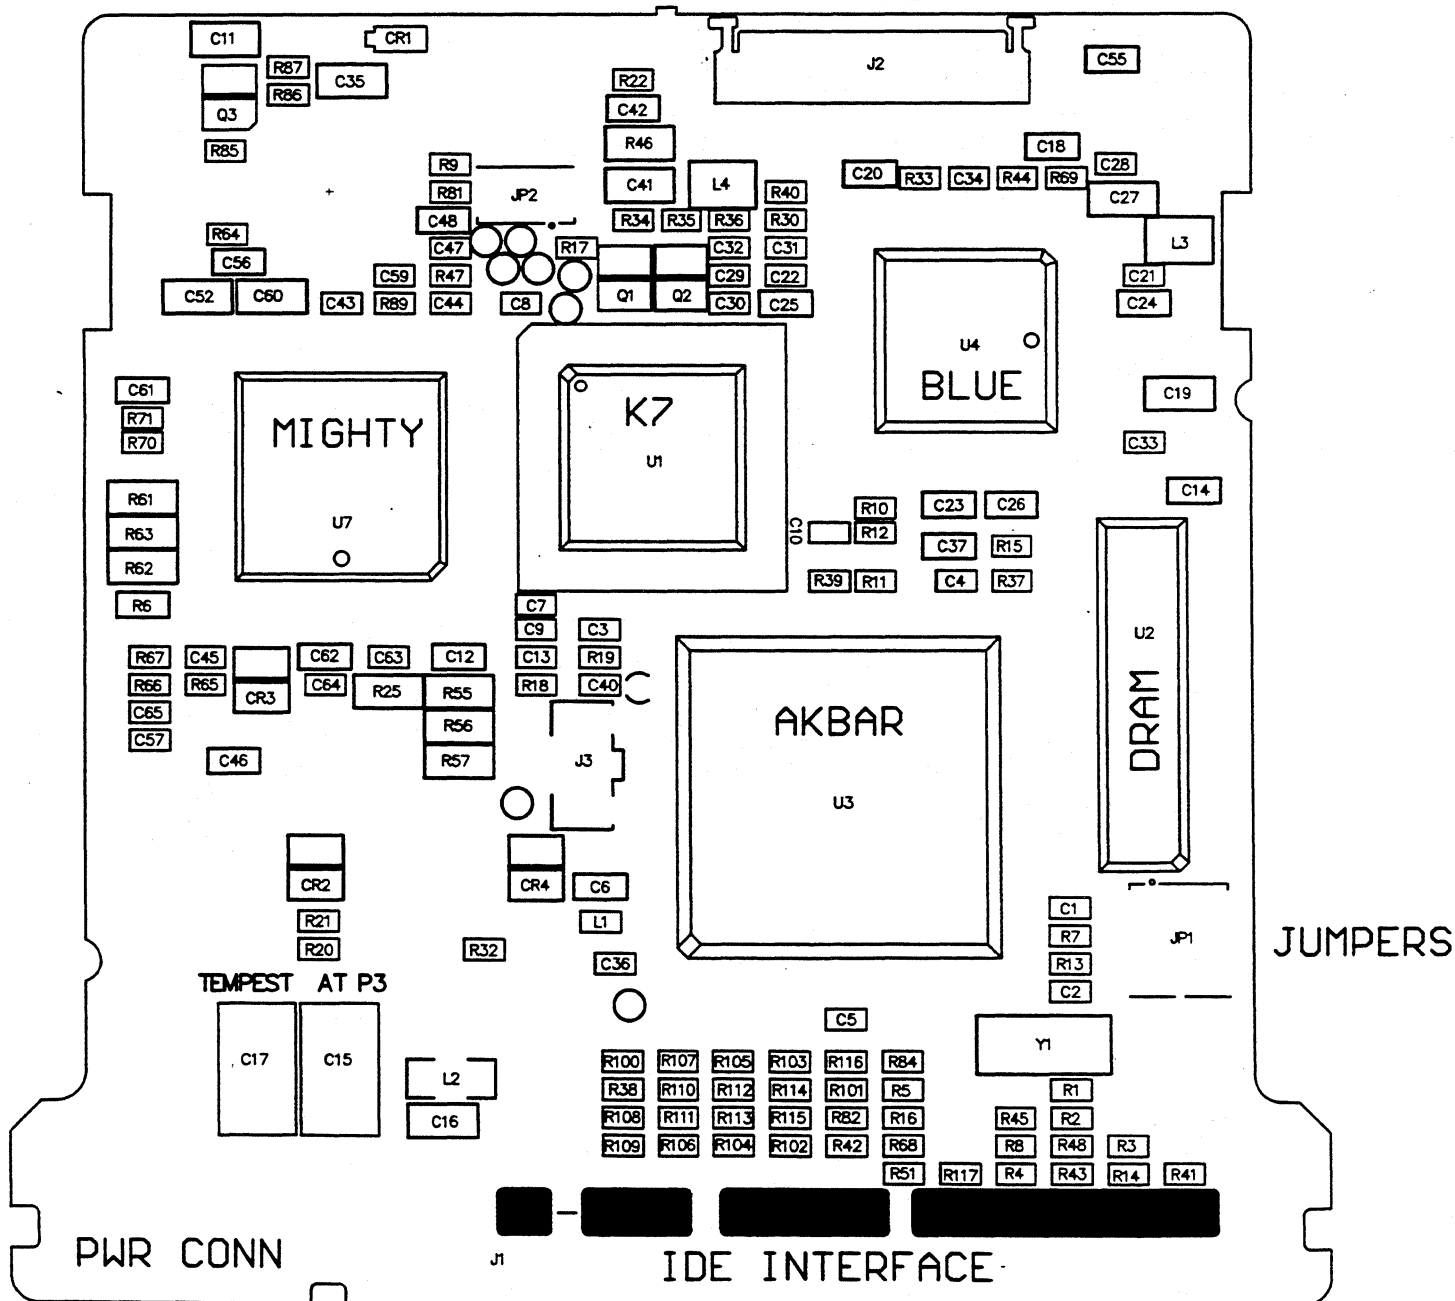 C11
CR1
R87
C35
R86
Q3
R85
R22
C42
R46
C41
L4
J2
C55
C18
C28
C20
R33
C34
R44
R69
C27
L3
C21
C24
R9
R81
JP2
C48
C47
R17
R34
R35
R36
R40
R30
C32
C31
R64
C56
C52
C60
C43
C59
R89
R47
C44
C8
Q1
Q2
C29
C22
C30
C25
U4
BLUE
C19
C33
C14
C61
R71
R70
MIGHTY
U7
K7
U1
R61
R63
R62
R6
C10
R10
R12
R39
R11
C23
C26
C37
R15
C4
R37
U2
DRAM
C7
C9
C3
C13
R19
R18
C40
R67
C45
C62
C63
C12
R66
R65
CR3
C64
R25
R55
C65
R56
C57
C46
R57
J3
AKBAR
U3
CR2
CR4
C6
R21
L1
R20
R32
C36
C1
R7
R13
C2
JP1
JUMPERS
TEMPEST AT P3
C17
C15
L2
C16
C5
Y1
R100 R107 R105 R103 R116 R84
R38 R110 R112 R114 R101 R5 R1
R108 R111 R113 R115 R82 R16 R45 R2
R109 R106 R104 R102 R42 R68 R8 R48 R3
R51 R117 R4 R43 R14 R41
PWR CONN
J1
IDE INTERFACE